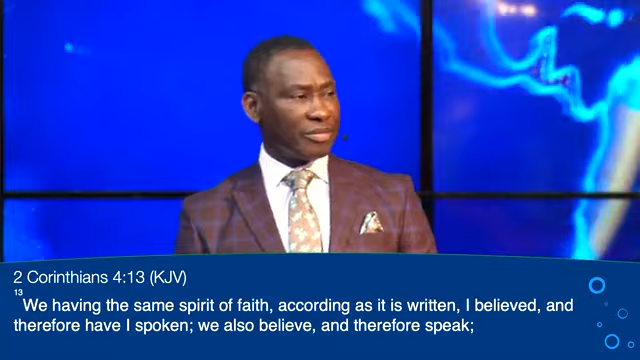 2 Corinthians 4:13 (KJV)
13 We having the same spirit of faith, according as it is written, I believed, and
therefore have I spoken; we also believe, and therefore speak;